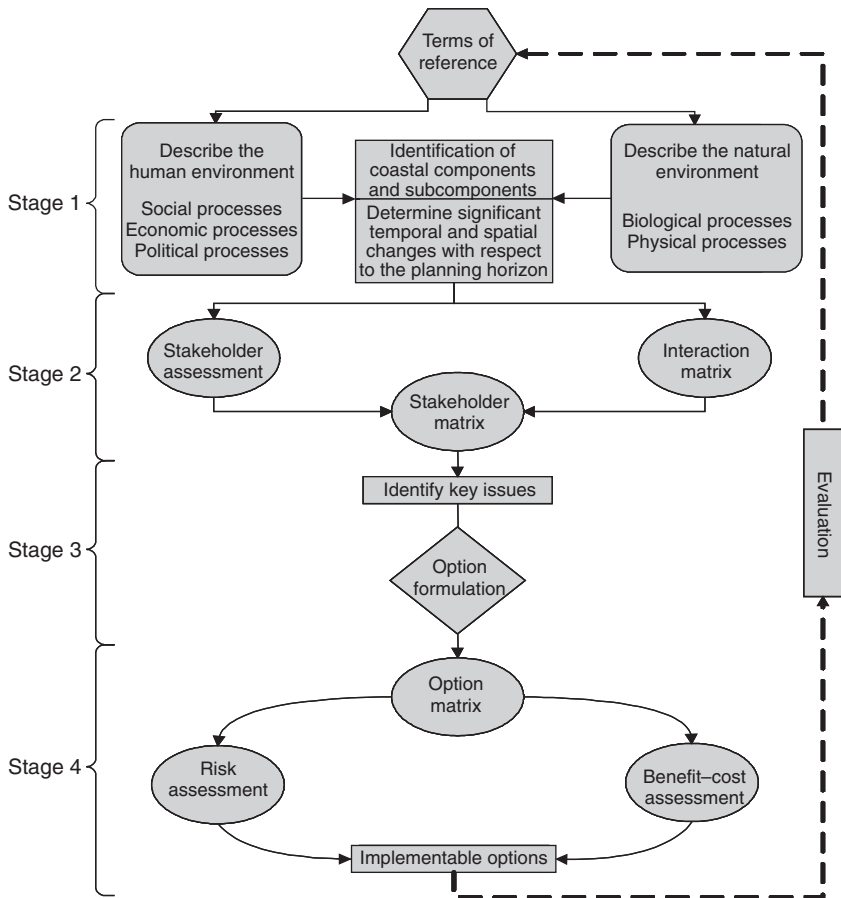 Terms of
reference
Stage 1
Describe the
human environment
Social processes
Economic processes
Political processes
Identification of
coastal components
and subcomponents
Determine significant
temporal and spatial
changes with respect
to the planning horizon
Describe the natural
environment
Biological processes
Physical processes
Stage 2
Stakeholder
assessment
Interaction
matrix
Stakeholder
matrix
Stage 3
Identify key issues
Option
formulation
Evaluation
Stage 4
Option
matrix
Risk
assessment
Benefit–cost
assessment
Implementable options